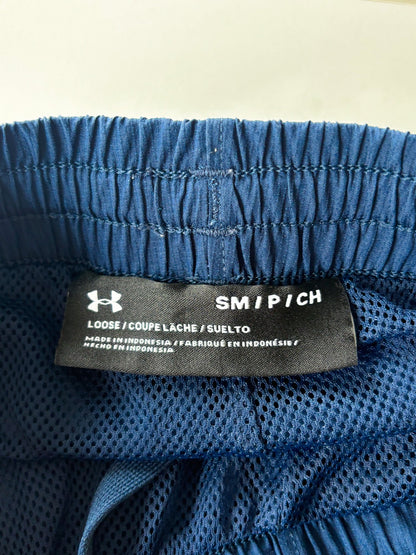 SM / P / CH
LOOSE / COUPE LÂCHE / SUELTO
MADE IN INDONESIA / FABRIQUÉ EN INDONÉSIE /
HECHO EN INDONESIA